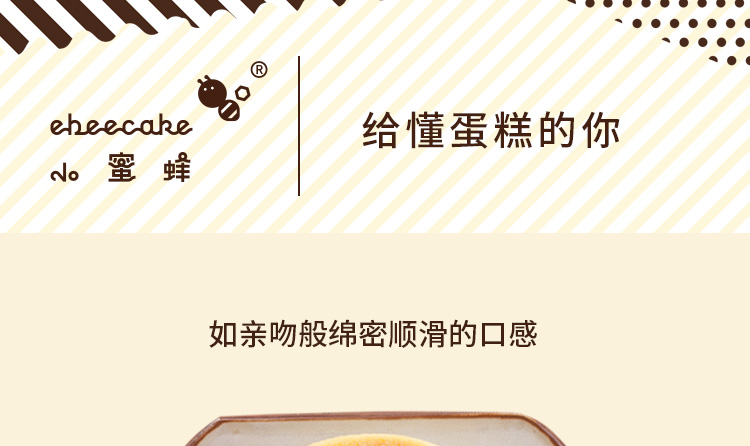 ®
ebeecake
小蜜蜂
给懂蛋糕的你
如亲吻般绵密顺滑的口感